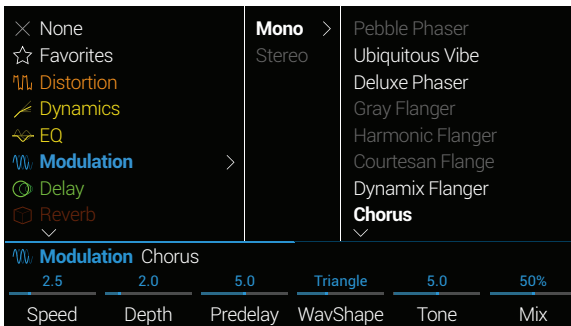 None
Favorites
Distortion
Dynamics
EQ
Modulation
Delay
Reverb
Mono
Stereo
Pebble Phaser
Ubiquitous Vibe
Deluxe Phaser
Gray Flanger
Harmonic Flanger
Courtesan Flange
Dynamix Flanger
Chorus
Modulation Chorus
2.5 2.0 5.0 Triangle 5.0 50%
Speed Depth Predelay WavShape Tone Mix